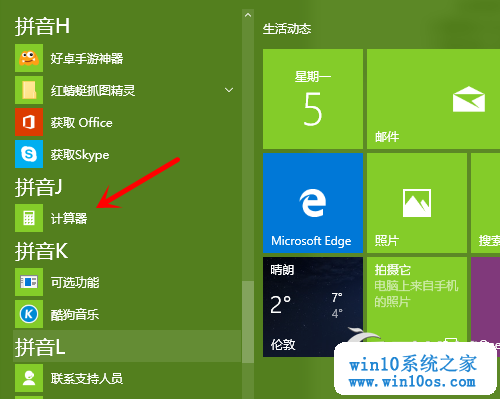 拼音H
好卓手游神器
红蜻蜓抓图精灵
获取 Office
获取Skype
拼音J
计算器
拼音K
可选功能
酷狗音乐
拼音L
联系支持人员
生活动态
星期一
5
邮件
Microsoft Edge
照片
搜索
晴朗
2°
7°
4°
伦敦
拍摄它
电脑上来自手机
的照片
win10系统之家
www.win10os.com